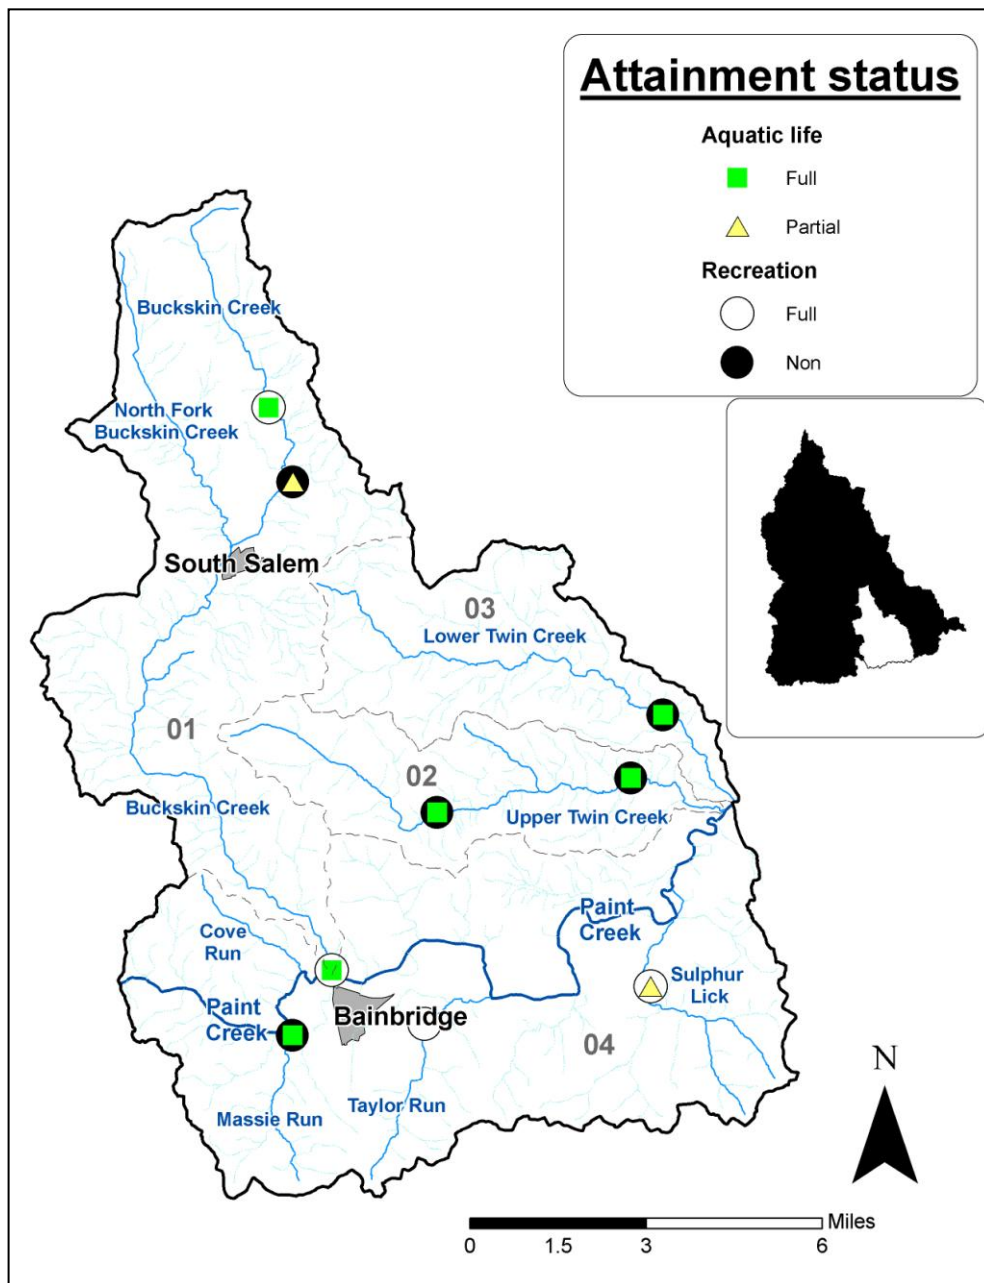 Attainment status
Aquatic life
Full
Partial
Recreation
Full
Non
Buckskin Creek
North Fork
Buckskin Creek
South Salem
03
Lower Twin Creek
01
02
Buckskin Creek
Upper Twin Creek
Paint
Creek
Cove
Run
Sulphur
Lick
Paint
Creek
Bainbridge
04
Massie Run
Taylor Run
N
Miles
0
1.5
3
6